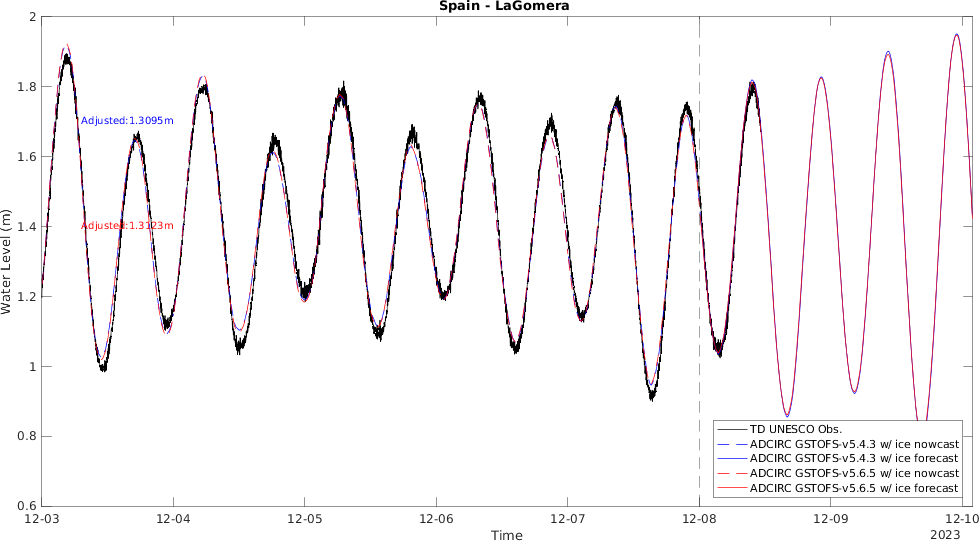 Spain - LaGomera
2
1.8
1.6
1.4
1.2
1
0.8
0.6
Water Level (m)
Adjusted:1.3095m
Adjusted:1.3123m
TD UNESCO Obs.
ADCIRC GSTOFS-v5.4.3 w/ ice nowcast
ADCIRC GSTOFS-v5.4.3 w/ ice forecast
ADCIRC GSTOFS-v5.6.5 w/ ice nowcast
ADCIRC GSTOFS-v5.6.5 w/ ice forecast
12-03 12-04 12-05 12-06 12-07 12-08 12-09 12-10
Time
2023